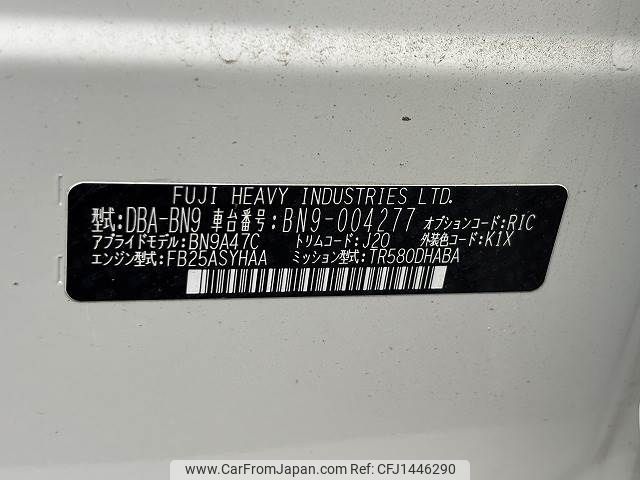 FUJI HEAVY INDUSTRIES LTD.
型式:DBA-BN9 車台番号:BN9-004277 オプションコード:RIC
アプライドモデル:BN9A47C トリムコード:J20 外装色コード:K1X
エンジン型式:FB25ASYHAA ミッション型式:TR580DHABA
Car From Japan - CFJ1446290
www.carfromjapan.com